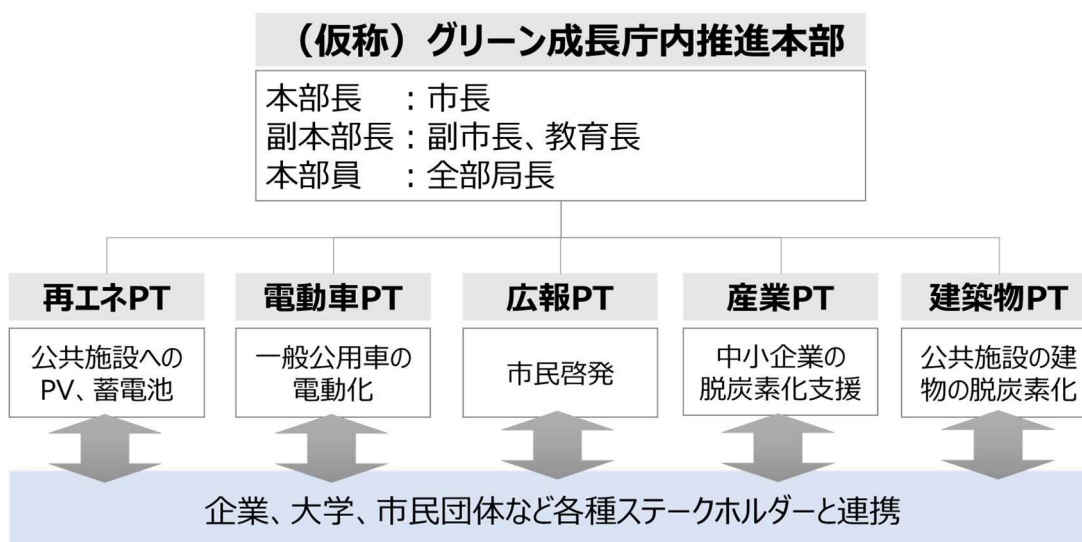 （仮称）グリーン成長庁内推進本部
本部長　：市長
副本部長：副市長、教育長
本部員　：全部局長
再エネPT
公共施設への
PV、蓄電池
電動車PT
一般公用車の
電動化
広報PT
市民啓発
産業PT
中小企業の
脱炭素化支援
建築物PT
公共施設の建
物の脱炭素化
企業、大学、市民団体など各種ステークホルダーと連携